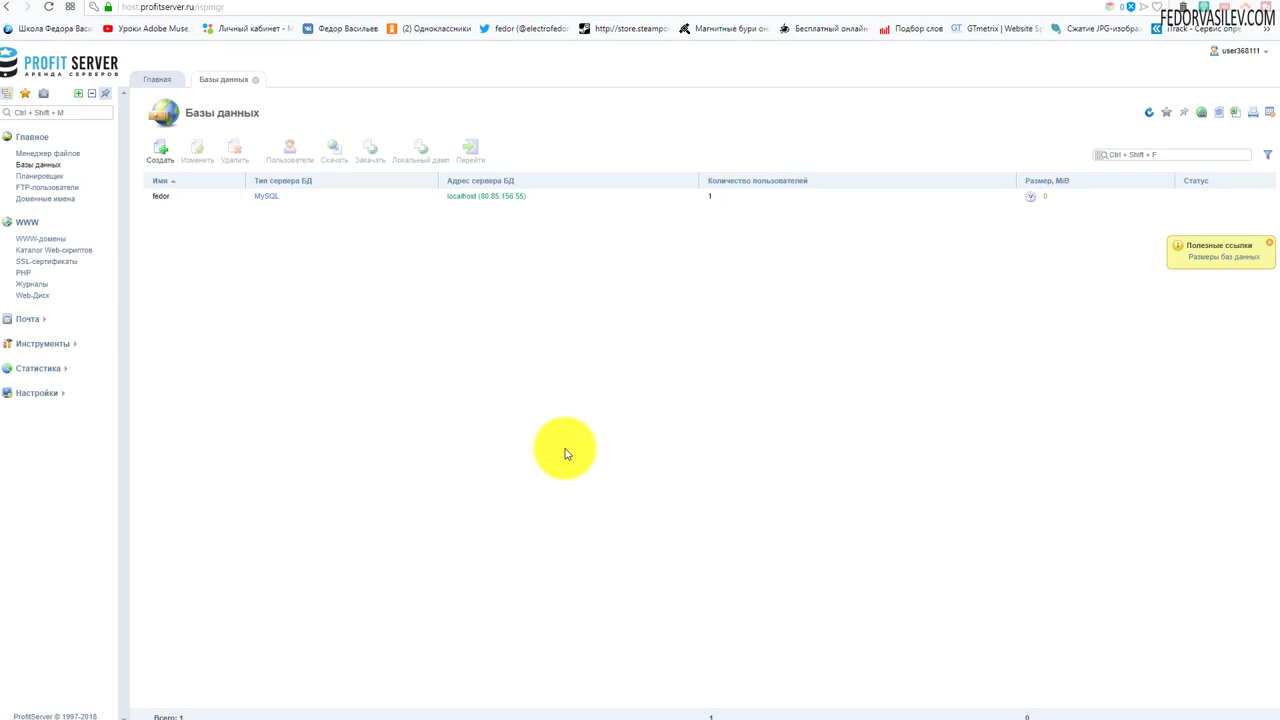 host.profitserver.ru/ispmgr
0
FEDORVASILEV.COM
Школа Федора Васи.
Уроки Adobe Muse,
Личный кабинет - М
Федор Васильев
(2) Одноклассники
fedor (@electrofedor
http://store.steampo
Магнитные бури он
Бесплатный онлайн
Подбор слов
GTmetrix | Website Sp
Сжатие JPG-изобра
iTrack - Сервис опре
PROFIT SERVER
АРЕНДА СЕРВЕРОВ
user368111
Главная
Базы данных
Ctrl + Shift + M
Базы данных
Главное
Менеджер файлов
Базы данных
Планировщик
FTP-пользователи
Доменные имена
WWW
WWW-домены
Каталог Web-скриптов
SSL-сертификаты
PHP
Журналы
Web-Диск
Почта
Инструменты
Статистика
Настройки
Создать
Изменить
Удалить
Пользователи
Скачать
Закачать
Локальный дамп
Перейти
Ctrl + Shift + F
Имя
Тип сервера БД
Адрес сервера БД
Количество пользователей
Размер, MiB
Статус
fedor
MySQL
localhost (80.85.156.55)
1
0
Полезные ссылки
Размеры баз данных
ProfitServer © 1997-2018
Всего: 1
1
0